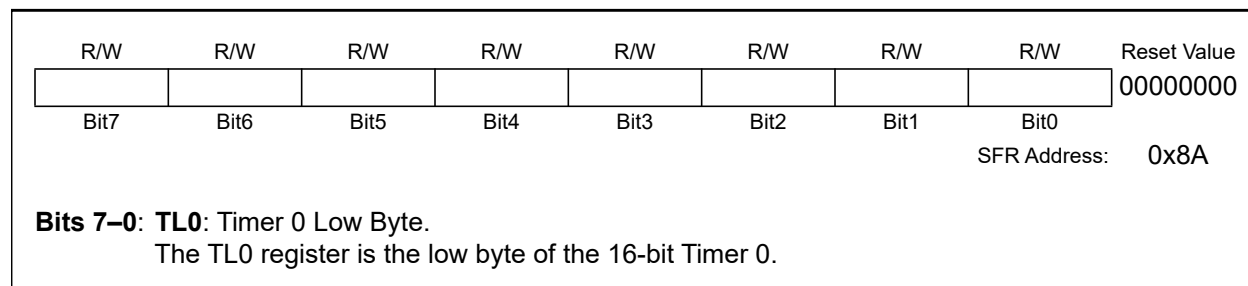 R/W R/W R/W R/W R/W R/W R/W R/W Reset Value
00000000
Bit7 Bit6 Bit5 Bit4 Bit3 Bit2 Bit1 Bit0
SFR Address: 0x8A
Bits 7–0: TL0: Timer 0 Low Byte.
The TL0 register is the low byte of the 16-bit Timer 0.